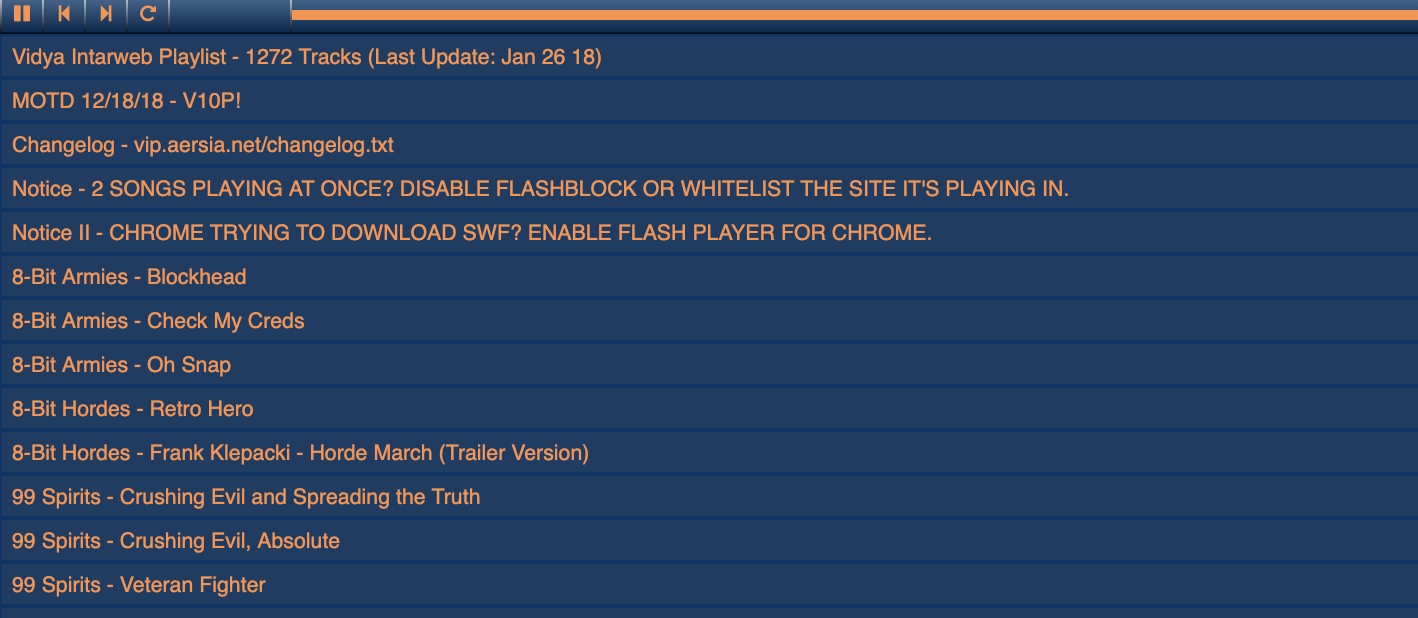 Vidya Intarweb Playlist - 1272 Tracks (Last Update: Jan 26 18)
MOTD 12/18/18 - V10P!
Changelog - vip.aersia.net/changelog.txt
Notice - 2 SONGS PLAYING AT ONCE? DISABLE FLASHBLOCK OR WHITELIST THE SITE IT'S PLAYING IN.
Notice II - CHROME TRYING TO DOWNLOAD SWF? ENABLE FLASH PLAYER FOR CHROME.
8-Bit Armies - Blockhead
8-Bit Armies - Check My Creds
8-Bit Armies - Oh Snap
8-Bit Hordes - Retro Hero
8-Bit Hordes - Frank Klepacki - Horde March (Trailer Version)
99 Spirits - Crushing Evil and Spreading the Truth
99 Spirits - Crushing Evil, Absolute
99 Spirits - Veteran Fighter